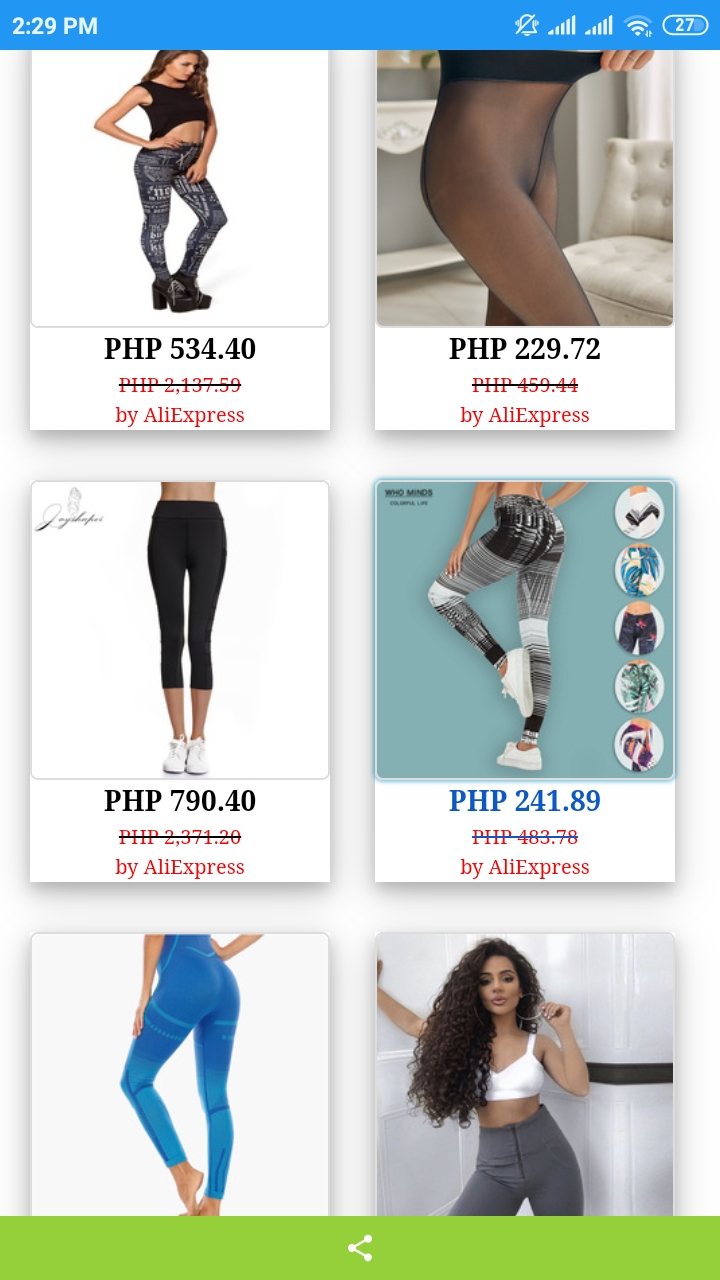 2:29 PM
27
PHP 534.40
PHP 2,137.59
by AliExpress
PHP 229.72
PHP 459.44
by AliExpress
Joyshaper
WHO MINDS
COLORFUL LIFE
PHP 790.40
PHP 2,371.20
by AliExpress
PHP 241.89
PHP 483.78
by AliExpress